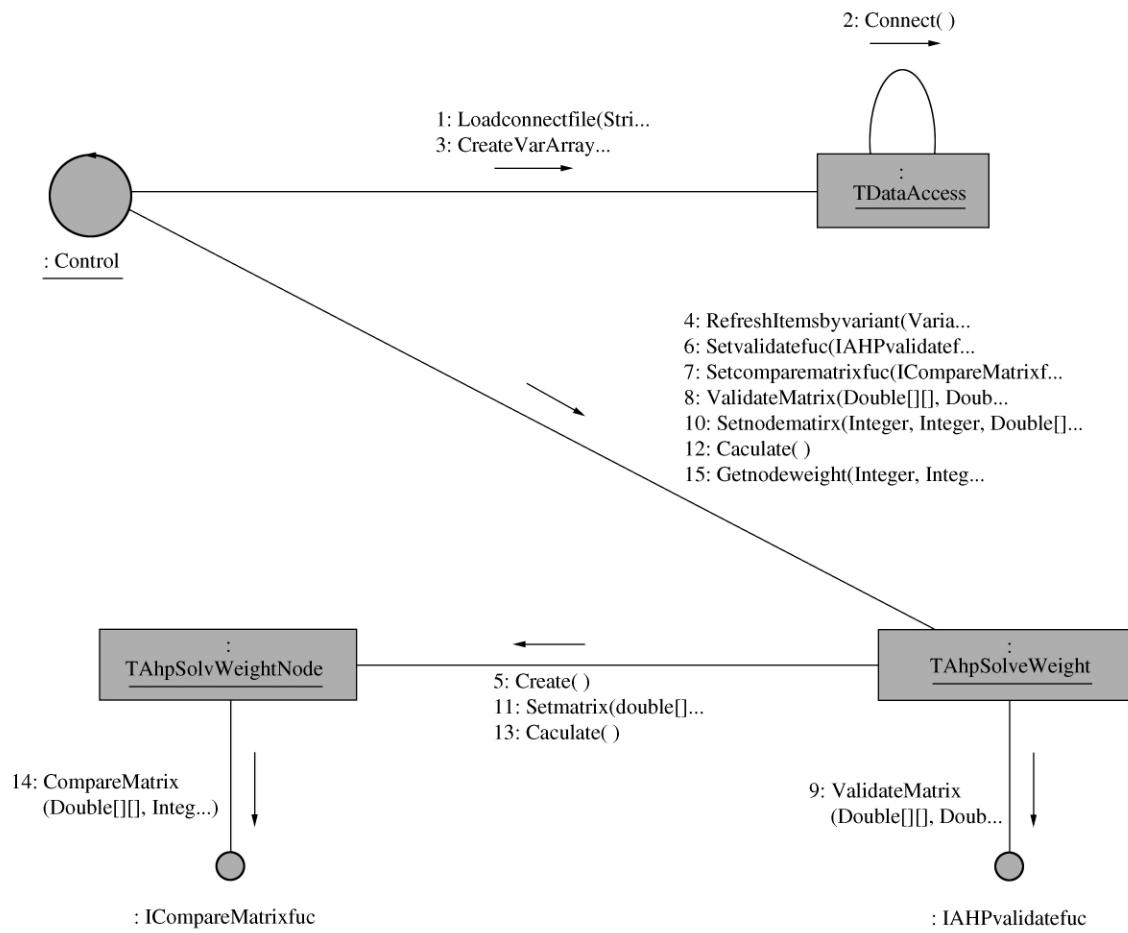 2: Connect( )
1: Loadconnectfile(Stri...
3: CreateVarArray...
:
TDataAccess
: Control
4: RefreshItemsbyvariant(Varia...
6: Setvalidatefuc(IAHPvalidatef...
7: Setcomparematrixfuc(ICompareMatrixf...
8: ValidateMatrix(Double[][], Doub...
10: Setnodematirx(Integer, Integer, Double[]...
12: Caculate( )
15: Getnodeweight(Integer, Integ...
:
TAhpSolvWeightNode
:
TAhpSolveWeight
5: Create( )
11: Setmatrix(double[]...
13: Caculate( )
14: CompareMatrix
(Double[][], Integ...)
9: ValidateMatrix
(Double[][], Doub...
: ICompareMatrixfuc
: IAHPvalidatefuc